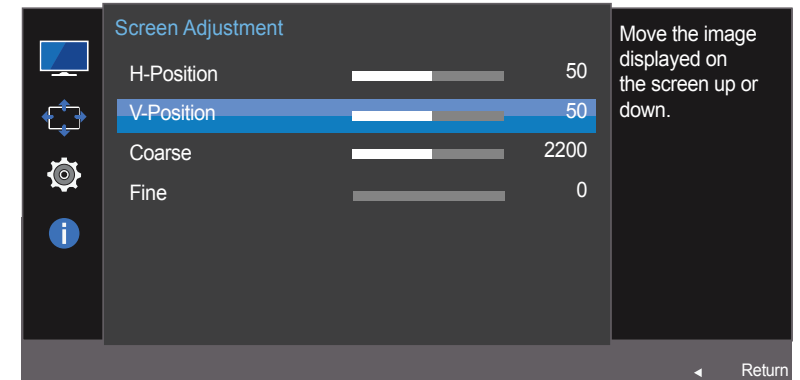 Screen Adjustment
H-Position 50
V-Position 50
Coarse 2200
Fine 0
Move the image
displayed on
the screen up or
down.
Return